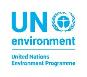 UN
environment
United Nations
Environment Programme